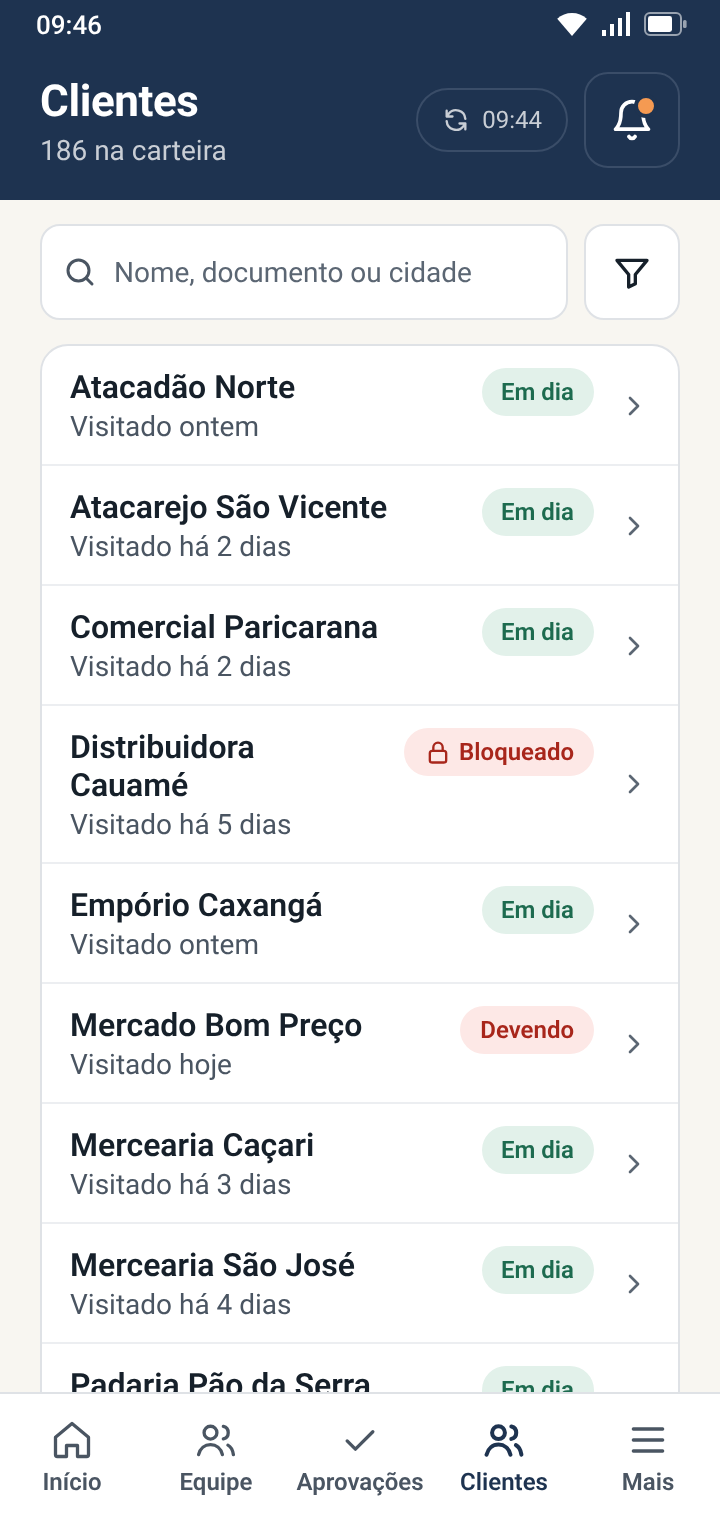 09:46
Clientes
186 na carteira
09:44
Nome, documento ou cidade
Atacadão Norte
Em dia
Visitado ontem
Atacarejo São Vicente
Em dia
Visitado há 2 dias
Comercial Paricarana
Em dia
Visitado há 2 dias
Distribuidora
Cauamé
Bloqueado
Visitado há 5 dias
Empório Caxangá
Em dia
Visitado ontem
Mercado Bom Preço
Devendo
Visitado hoje
Mercearia Caçari
Em dia
Visitado há 3 dias
Mercearia São José
Em dia
Visitado há 4 dias
Padaria Pão da Serra
Em dia
Início
Equipe
Aprovações
Clientes
Mais